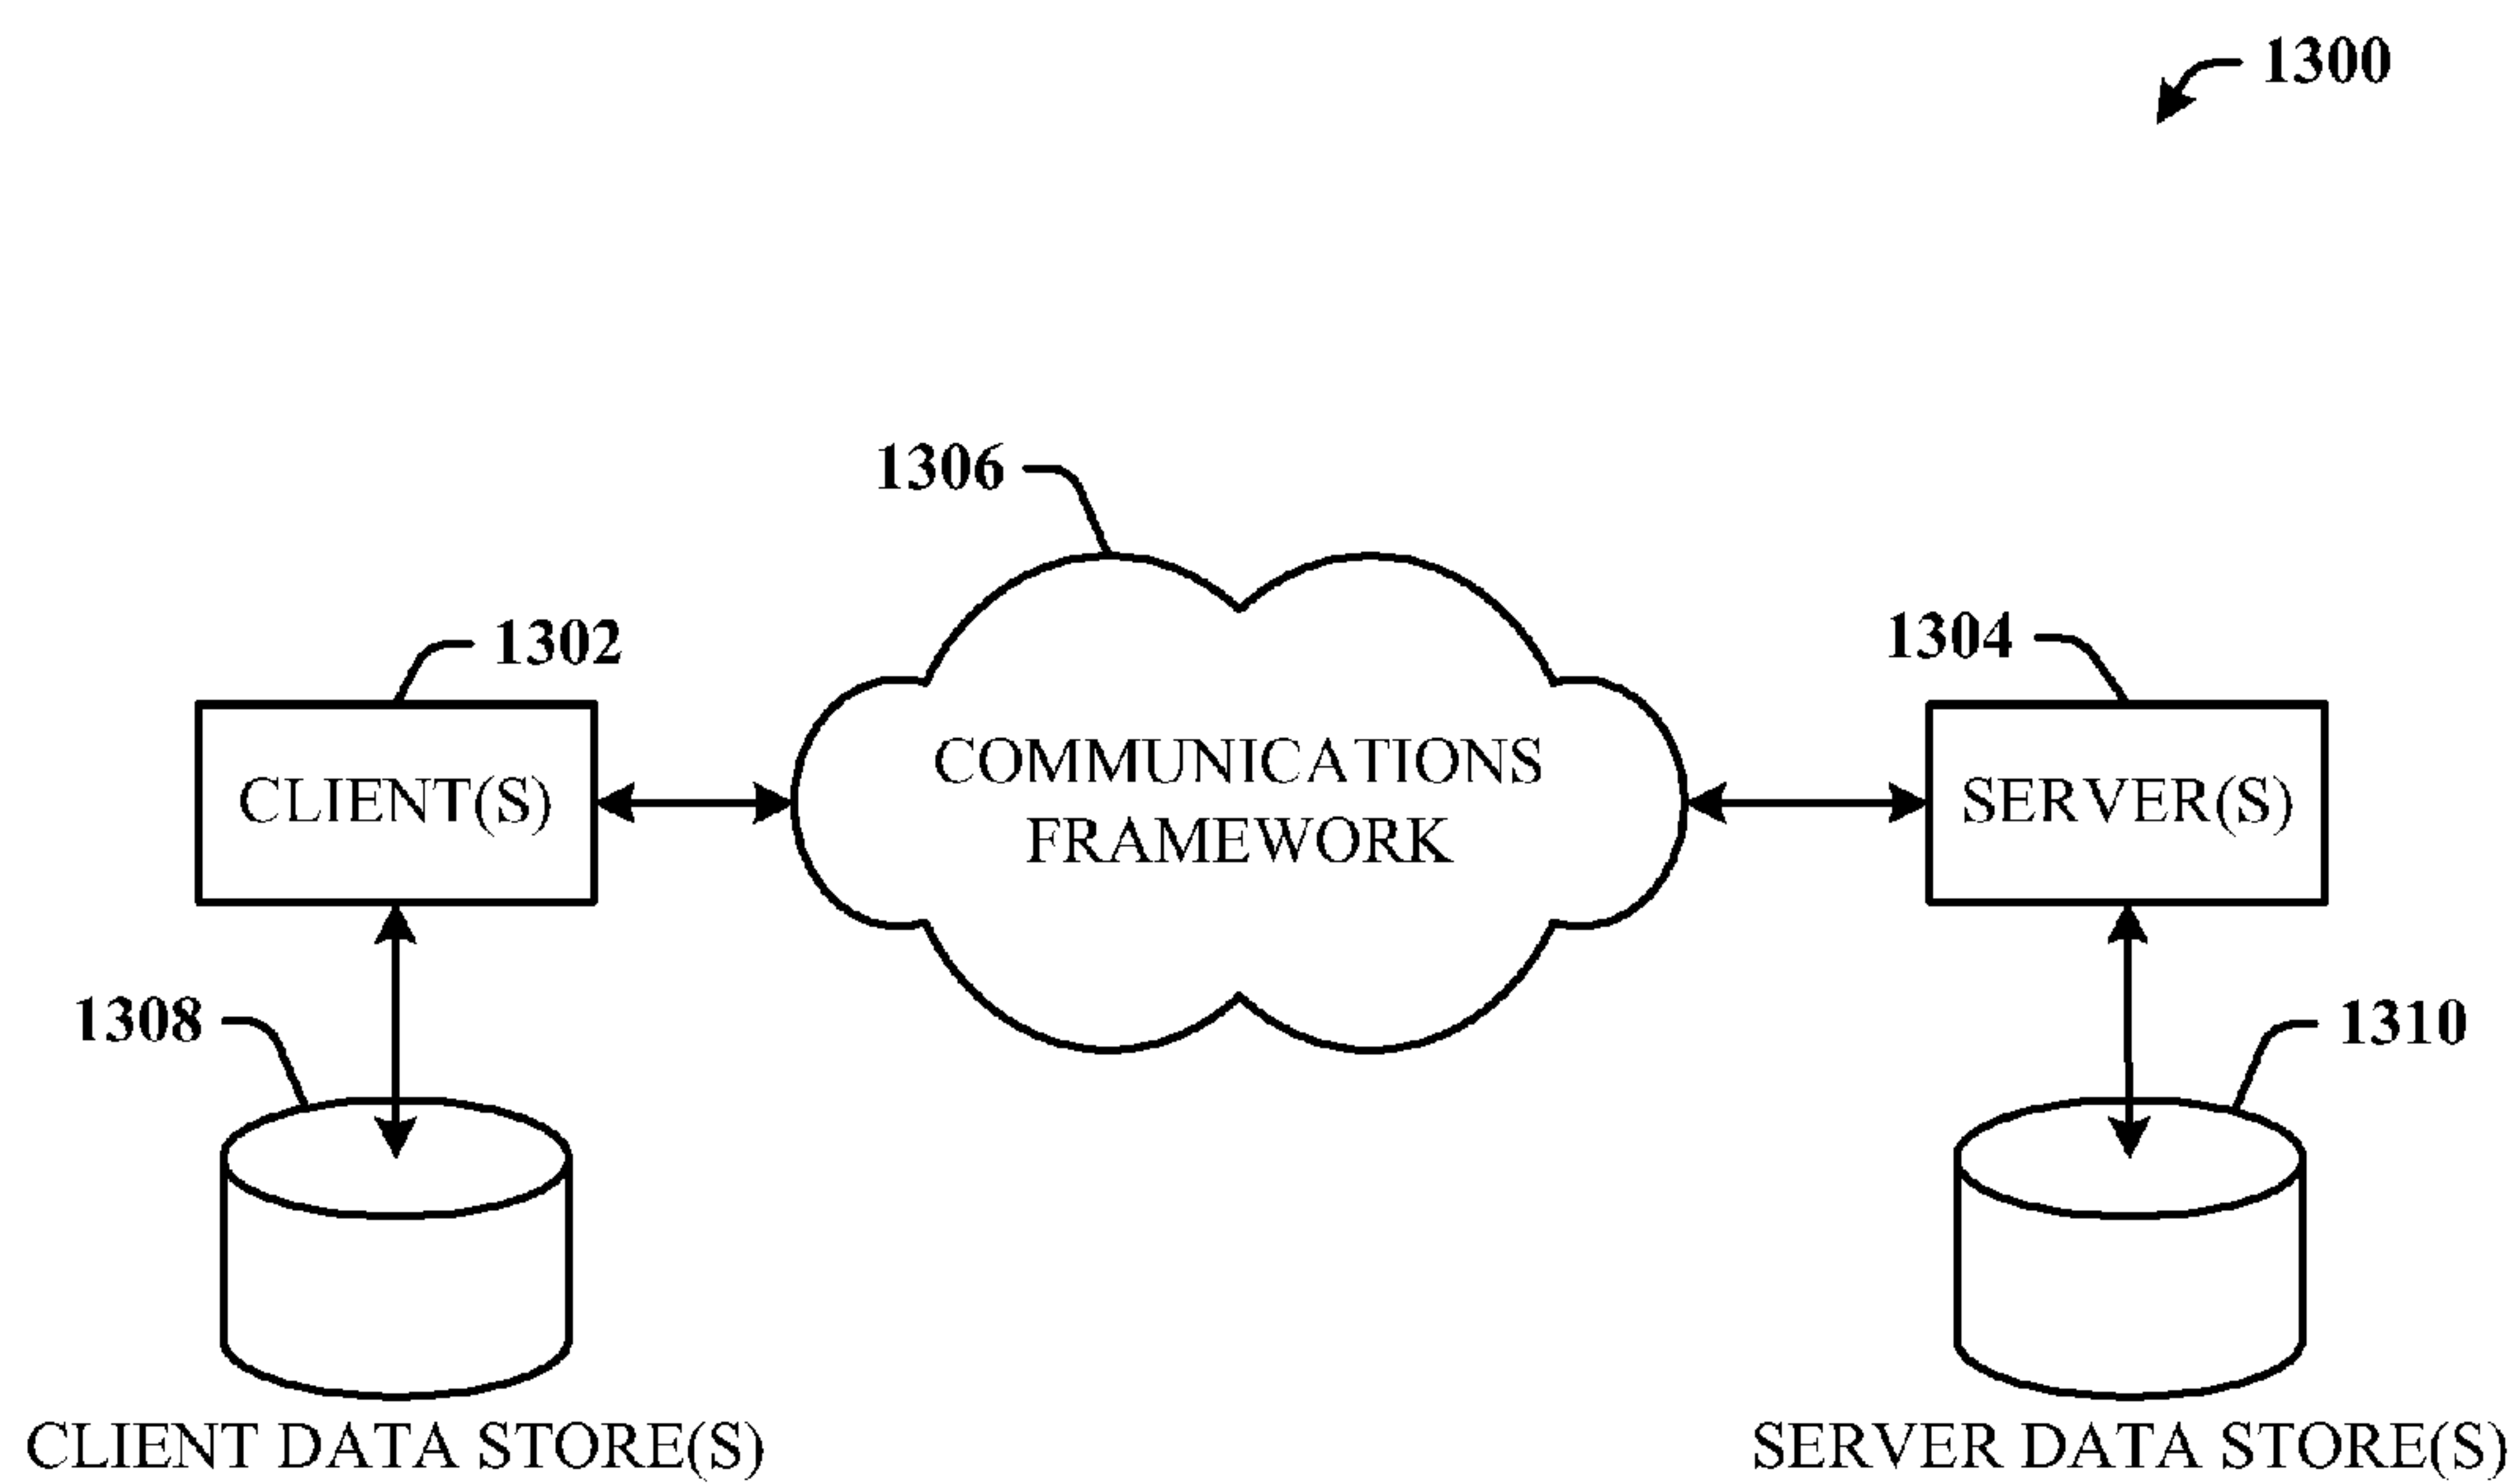 1300
1306
1302
1304
COMMUNICATIONS
FRAMEWORK
CLIENT(S)
SERVER(S)
1308
1310
CLIENT DATA STORE(S)
SERVER DATA STORE(S)